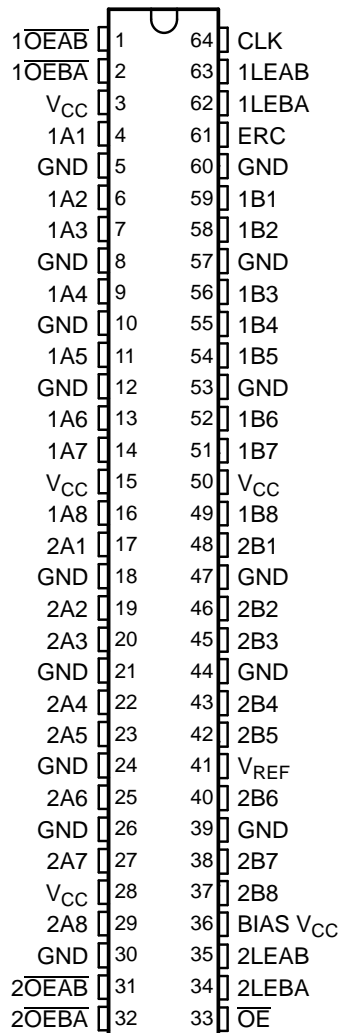 1OEAB 1 64 CLK
1OEBA 2 63 1LEAB
VCC 3 62 1LEBA
1A1 4 61 ERC
GND 5 60 GND
1A2 6 59 1B1
1A3 7 58 1B2
GND 8 57 GND
1A4 9 56 1B3
GND 10 55 1B4
1A5 11 54 1B5
GND 12 53 GND
1A6 13 52 1B6
1A7 14 51 1B7
VCC 15 50 VCC
1A8 16 49 1B8
2A1 17 48 2B1
GND 18 47 GND
2A2 19 46 2B2
2A3 20 45 2B3
GND 21 44 GND
2A4 22 43 2B4
2A5 23 42 2B5
GND 24 41 VREF
2A6 25 40 2B6
GND 26 39 GND
2A7 27 38 2B7
VCC 28 37 2B8
2A8 29 36 BIAS VCC
GND 30 35 2LEAB
2OEAB 31 34 2LEBA
2OEBA 32 33 OE